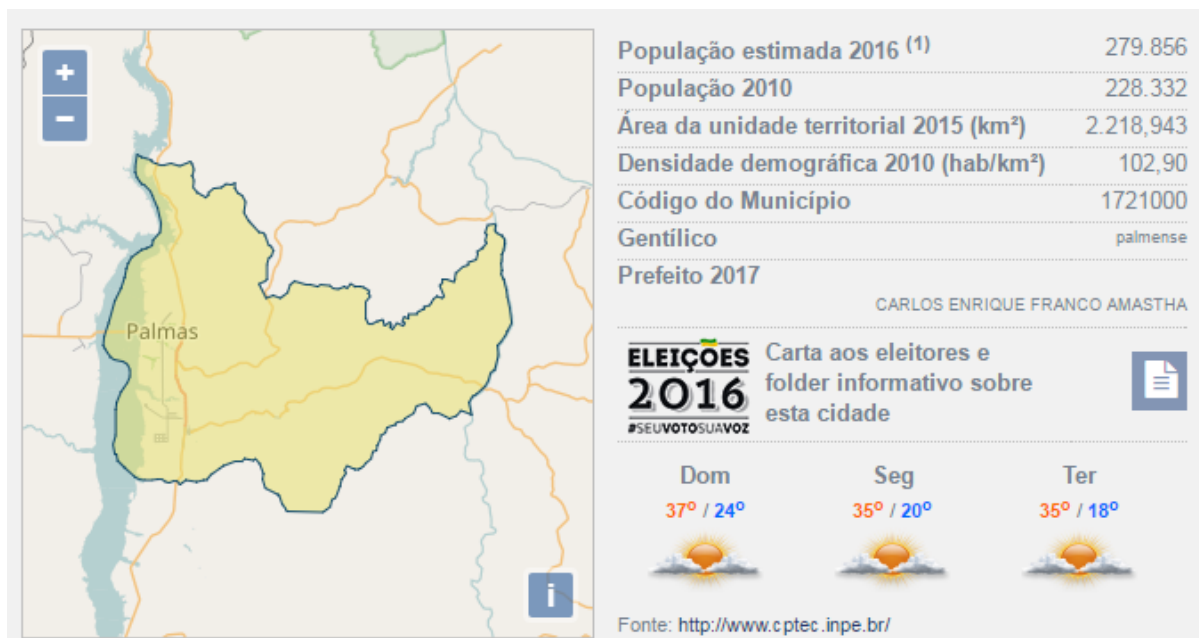 +
−
Palmas
i
População estimada 2016 (1) 279.856
População 2010 228.332
Área da unidade territorial 2015 (km²) 2.218,943
Densidade demográfica 2010 (hab/km²) 102,90
Código do Município 1721000
Gentílico palmense
Prefeito 2017
CARLOS ENRIQUE FRANCO AMASTHA
ELEIÇÕES
2016
#SEUVOTOSUAVOZ
Carta aos eleitores e
folder informativo sobre
esta cidade
Dom Seg Ter
37º / 24º 35º / 20º 35º / 18º
Fonte: http://www.cptec.inpe.br/